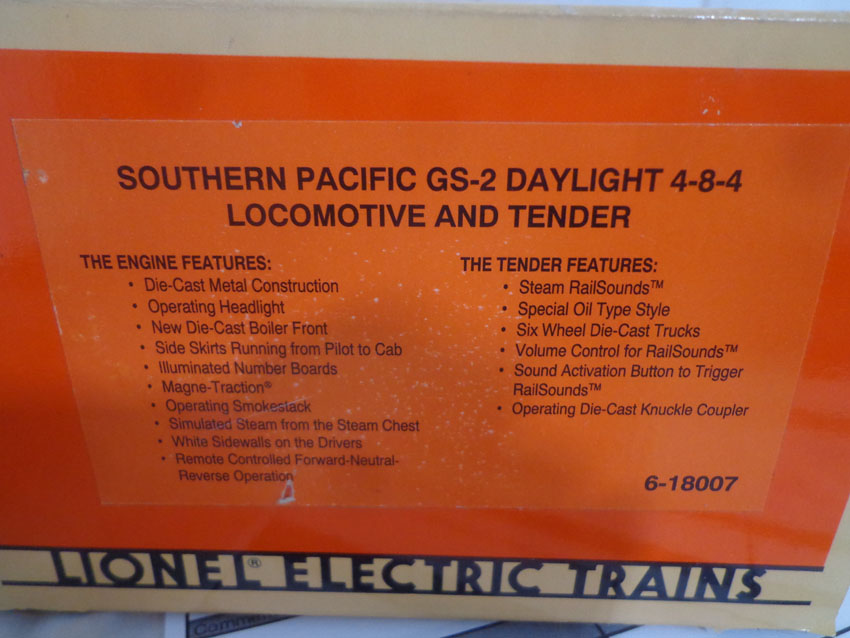 SOUTHERN PACIFIC GS-2 DAYLIGHT 4-8-4
LOCOMOTIVE AND TENDER
THE ENGINE FEATURES:
• Die-Cast Metal Construction
• Operating Headlight
• New Die-Cast Boiler Front
• Side Skirts Running from Pilot to Cab
• Illuminated Number Boards
• Magne-Traction®
• Operating Smokestack
• Simulated Steam from the Steam Chest
• White Sidewalls on the Drivers
• Remote Controlled Forward-Neutral-
Reverse Operation
THE TENDER FEATURES:
• Steam RailSounds™
• Special Oil Type Style
• Six Wheel Die-Cast Trucks
• Volume Control for RailSounds™
• Sound Activation Button to Trigger
RailSounds™
• Operating Die-Cast Knuckle Coupler
6-18007
LIONEL® ELECTRIC TRAINS